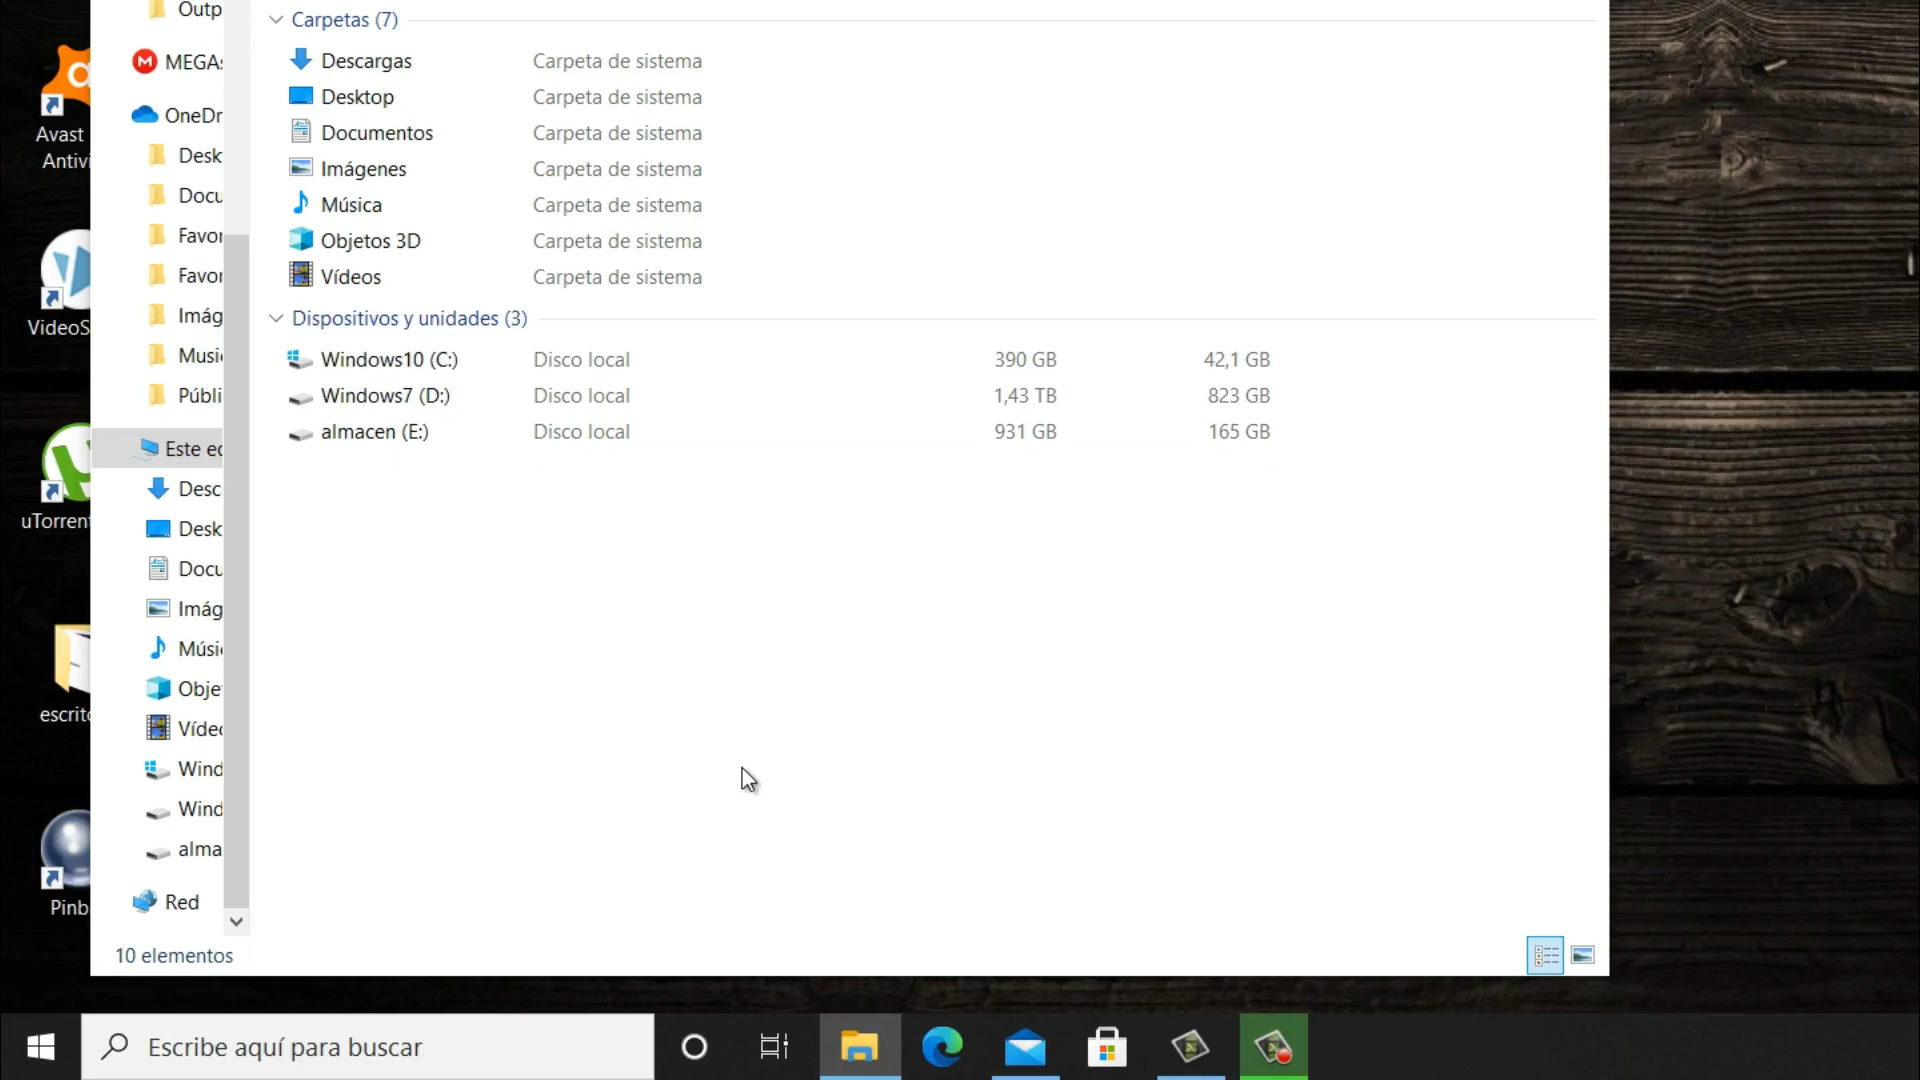 Avast
Antivi
VideoS
uTorrent
escrito
Pinb
Outp
MEGAs
OneDr
Desk
Docu
Favor
Favor
Imág
Musi
Públi
Este ec
Desc
Desk
Docu
Imág
Músi
Obje
Vídeo
Wind
Wind
alma
Red
10 elementos
Carpetas (7)
Descargas Carpeta de sistema
Desktop Carpeta de sistema
Documentos Carpeta de sistema
Imágenes Carpeta de sistema
Música Carpeta de sistema
Objetos 3D Carpeta de sistema
Vídeos Carpeta de sistema
Dispositivos y unidades (3)
Windows10 (C:) Disco local 390 GB 42,1 GB
Windows7 (D:) Disco local 1,43 TB 823 GB
almacen (E:) Disco local 931 GB 165 GB
Escribe aquí para buscar